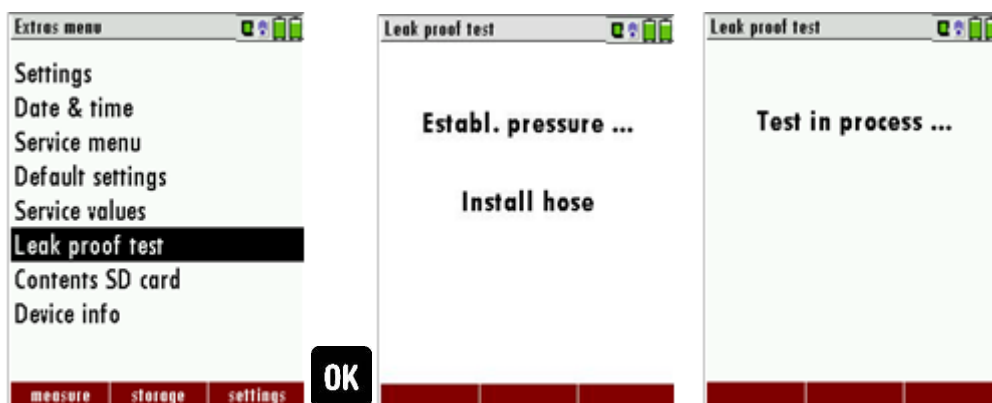 Extras menu
Settings
Date & time
Service menu
Default settings
Service values
Leak proof test
Contents SD card
Device info
measure storage settings
OK
Leak proof test
Establ. pressure ...
Install hose
Leak proof test
Test in process ...